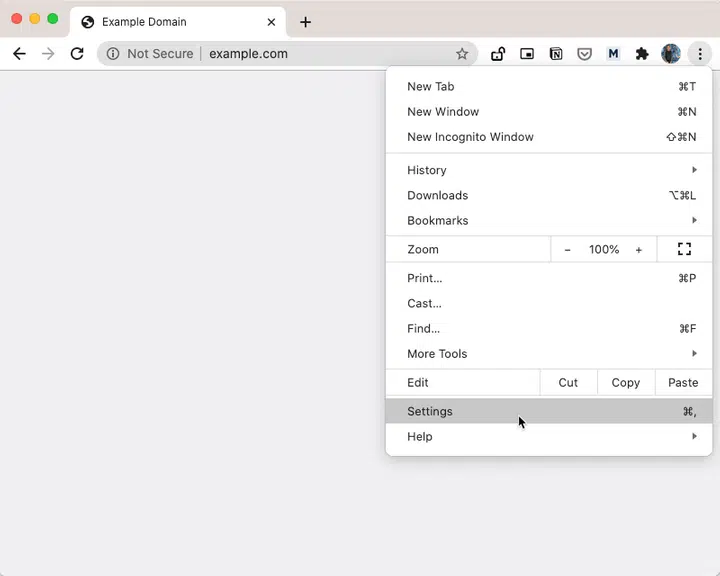 Example Domain
Not Secure | example.com
M
New Tab ⌘T
New Window ⌘N
New Incognito Window ⇧⌘N
History
Downloads ⌥⌘L
Bookmarks
Zoom − 100% +
Print... ⌘P
Cast...
Find... ⌘F
More Tools
Edit Cut Copy Paste
Settings ⌘,
Help